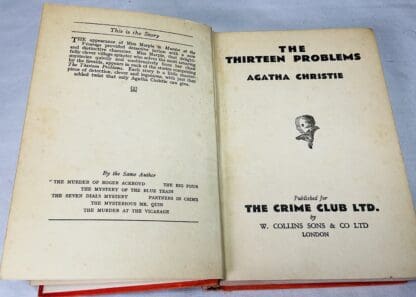 This is the Story
THE appearance of Miss Marple in Murder at the
Vicarage provided detective fiction with a new
and distinctive character. Miss Marple, that delight-
fully clever village spinster who solves the most amazing
mysteries quietly and unobtrusively from her chair
by the fireside, appears in each of the stories comprising
The Thirteen Problems. Each story is a little
piece of detection, clever and ingenious, with just that
added twist that only Agatha Christie can give.
By the Same Author
THE MURDER OF ROGER ACKROYD THE BIG FOUR
THE MYSTERY OF THE BLUE TRAIN
THE SEVEN DIALS MYSTERY PARTNERS IN CRIME
THE MYSTERIOUS MR. QUIN
THE MURDER AT THE VICARAGE
THE
THIRTEEN PROBLEMS
AGATHA CHRISTIE
Published for
THE CRIME CLUB LTD.
by
W. COLLINS SONS & CO LTD
LONDON